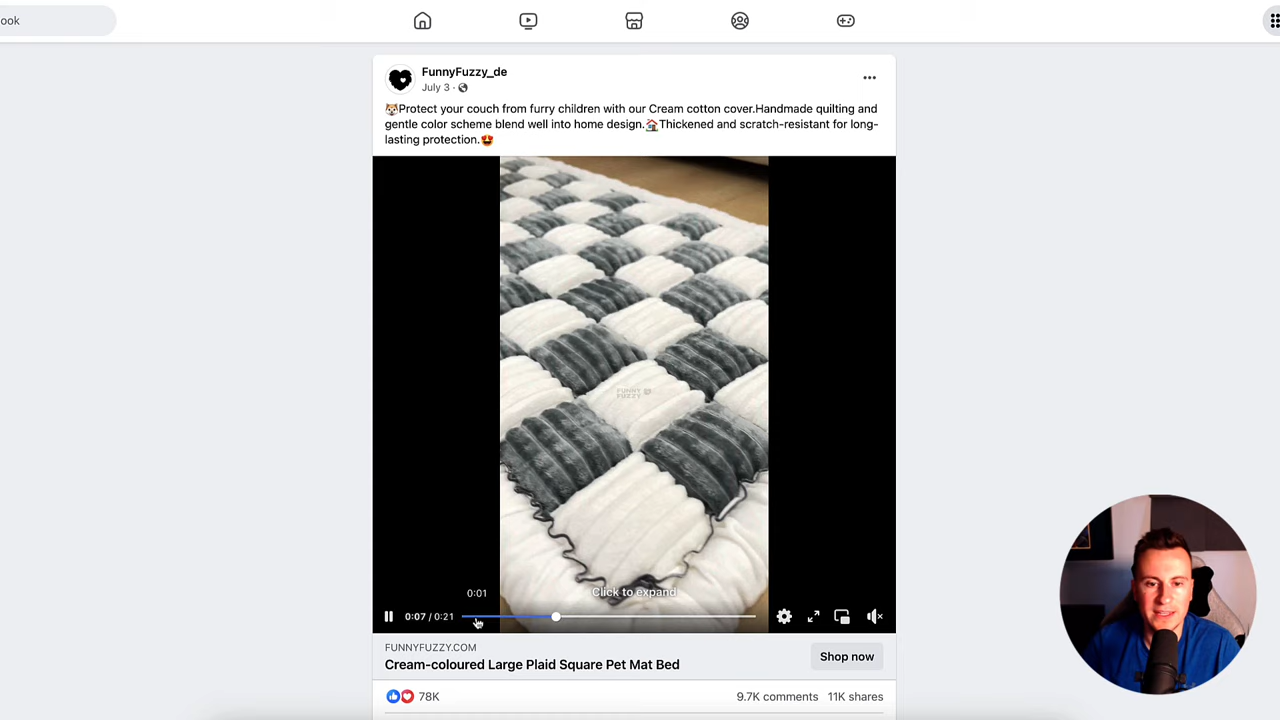 ook
FunnyFuzzy_de
July 3 ·
🐹Protect your couch from furry children with our Cream cotton cover.Handmade quilting and
gentle color scheme blend well into home design.🏠Thickened and scratch-resistant for long-
lasting protection.😍
FUNNY
FUZZY
0:01
Click to expand
0:07 / 0:21
FUNNYFUZZY.COM
Cream-coloured Large Plaid Square Pet Mat Bed
Shop now
78K
9.7K comments 11K shares